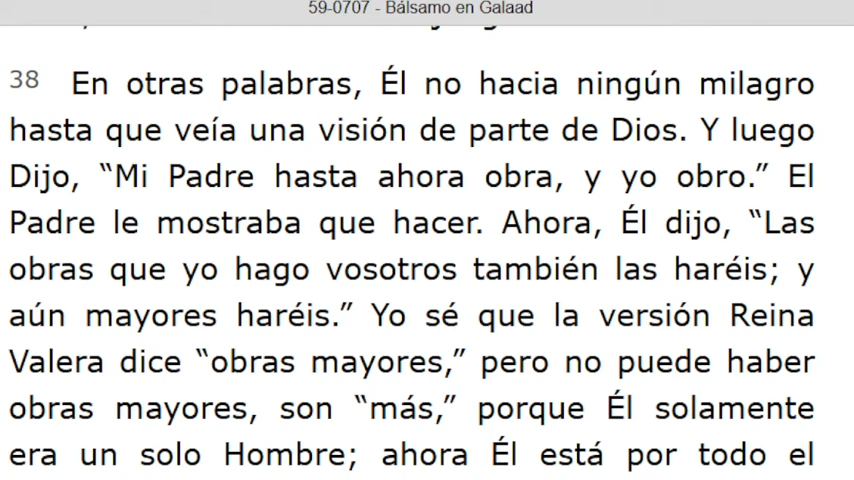 59-0707 - Bálsamo en Galaad
38 En otras palabras, Él no hacia ningún milagro
hasta que veía una visión de parte de Dios. Y luego
Dijo, “Mi Padre hasta ahora obra, y yo obro.” El
Padre le mostraba que hacer. Ahora, Él dijo, “Las
obras que yo hago vosotros también las haréis; y
aún mayores haréis.” Yo sé que la versión Reina
Valera dice “obras mayores,” pero no puede haber
obras mayores, son “más,” porque Él solamente
era un solo Hombre; ahora Él está por todo el